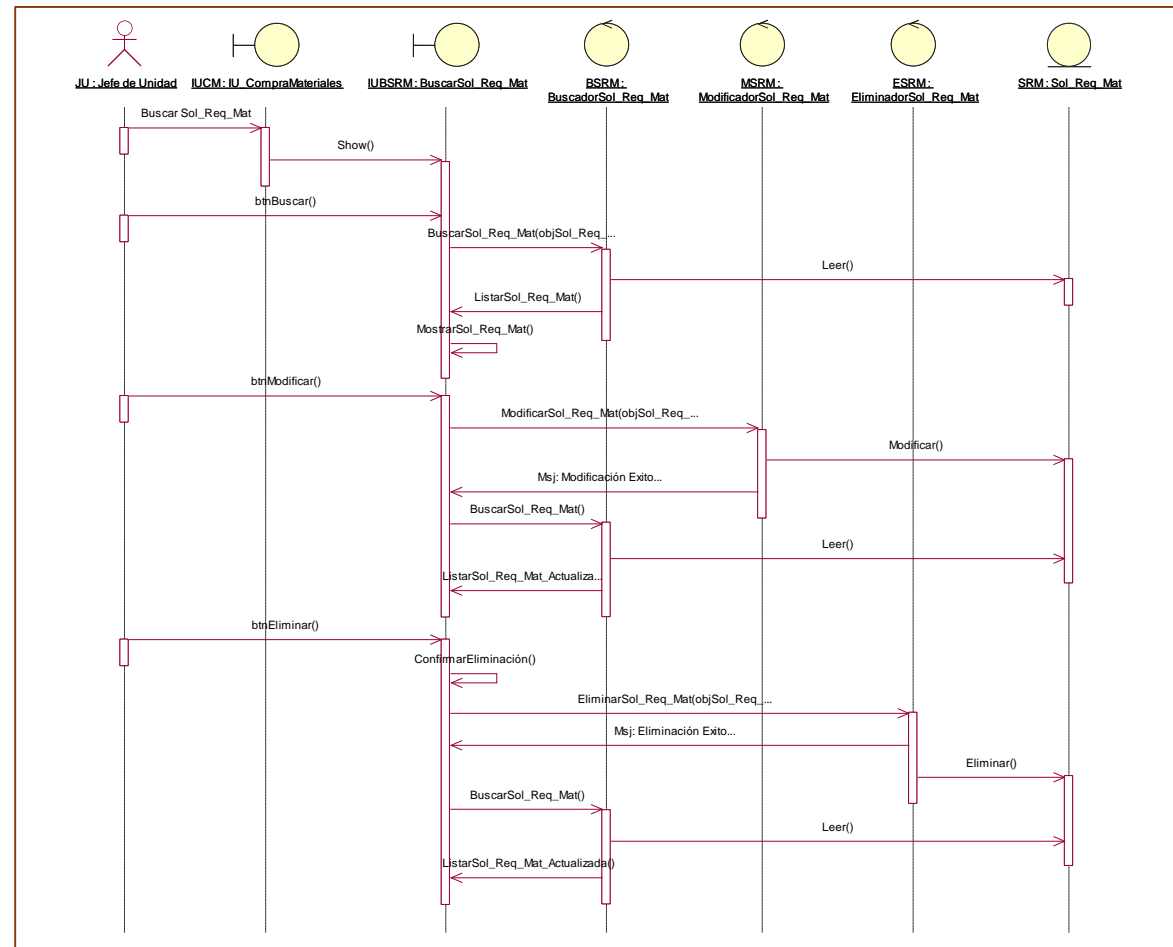 JU : Jefe de Unidad
IUCM : IU_CompraMateriales
IUBSRM : BuscarSol_Req_Mat
BSRM :
BuscadorSol_Req_Mat
MSRM :
ModificadorSol_Req_Mat
ESRM :
EliminadorSol_Req_Mat
SRM : Sol_Req_Mat
Buscar Sol_Req_Mat
Show()
btnBuscar()
BuscarSol_Req_Mat(objSol_Req_...
Leer()
ListarSol_Req_Mat()
MostrarSol_Req_Mat()
btnModificar()
ModificarSol_Req_Mat(objSol_Req_...
Modificar()
Msj: Modificación Exito...
BuscarSol_Req_Mat()
Leer()
ListarSol_Req_Mat_Actualiza...
btnEliminar()
ConfirmarEliminación()
EliminarSol_Req_Mat(objSol_Req_...
Msj: Eliminación Exito...
Eliminar()
BuscarSol_Req_Mat()
Leer()
ListarSol_Req_Mat_Actualizada()